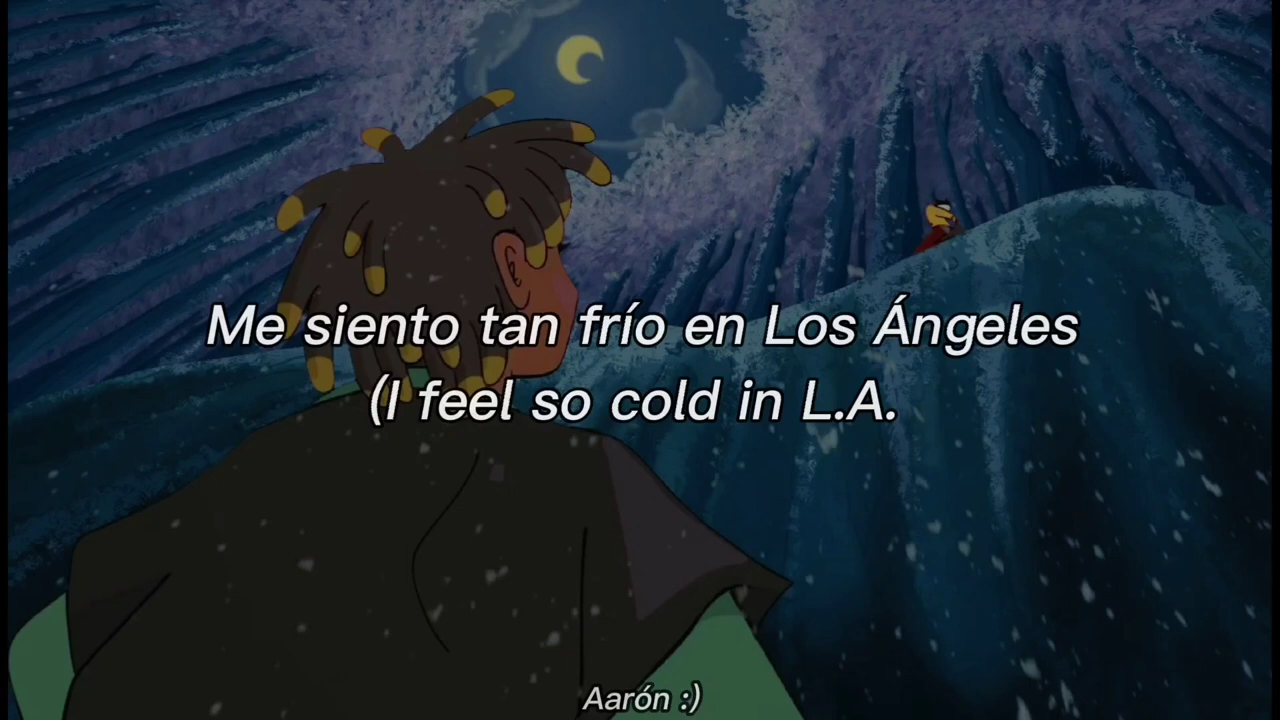 Me siento tan frío en Los Ángeles
(I feel so cold in L.A.
Aarón :)